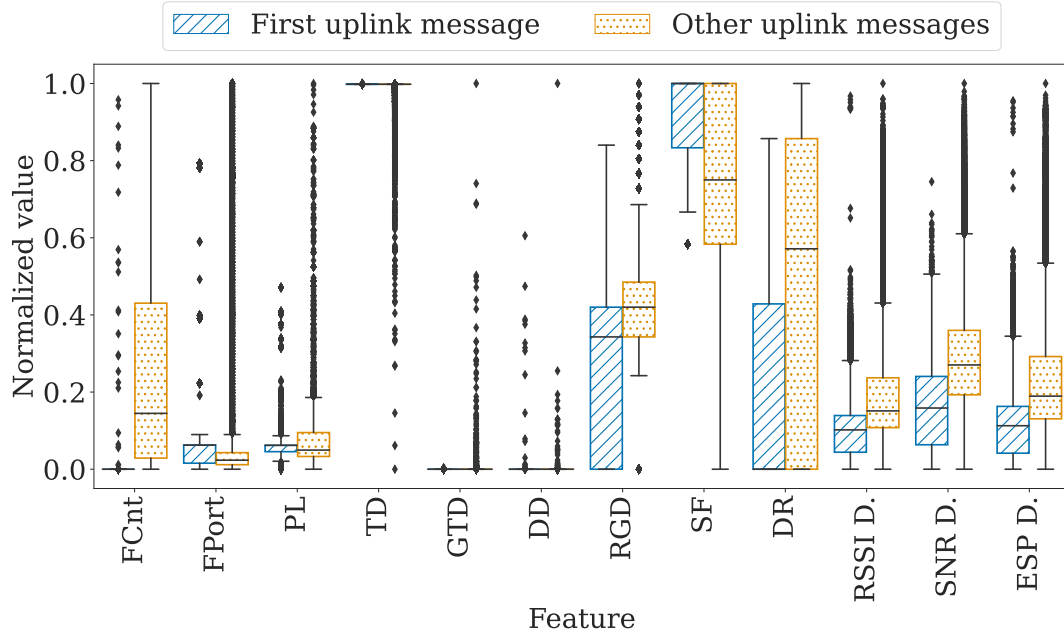 First uplink message Other uplink messages
Normalized value
1.0
0.8
0.6
0.4
0.2
0.0
FCnt FPort PL TD GTD DD RGD SF DR RSSI D. SNR D. ESP D.
Feature